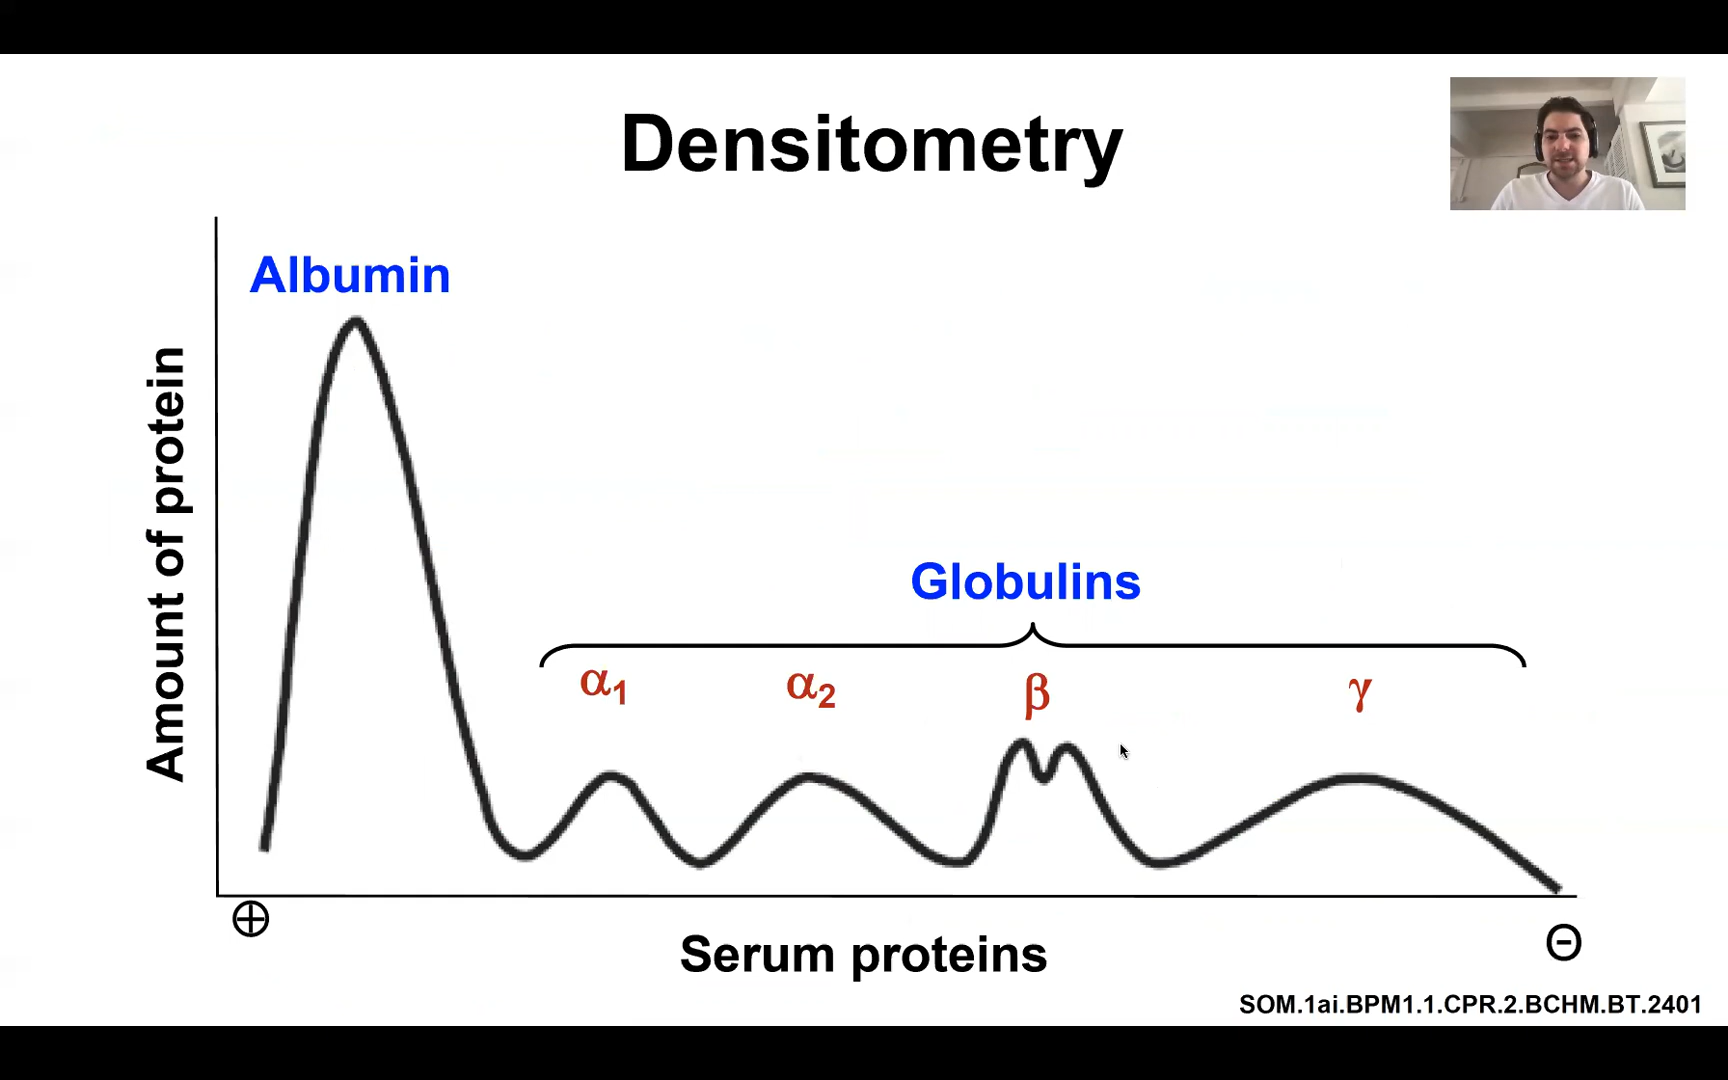 Densitometry
Albumin
Amount of protein
Globulins
α₁ α₂ β γ
⊕
⊖
Serum proteins
SOM.1ai.BPM1.1.CPR.2.BCHM.BT.2401